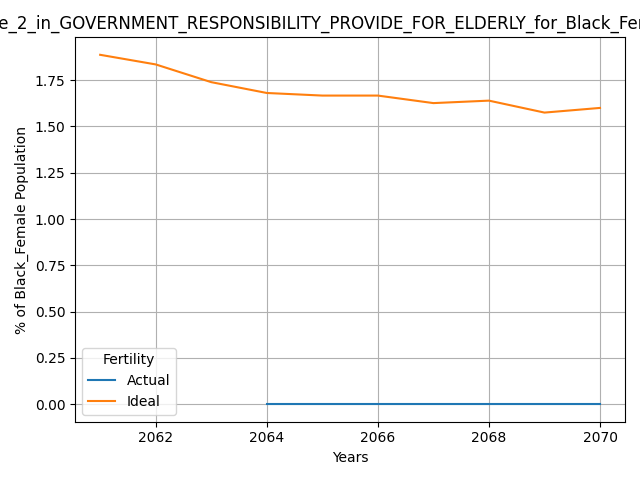 e_2_in_GOVERNMENT_RESPONSIBILITY_PROVIDE_FOR_ELDERLY_for_Black_Fe
% of Black_Female Population
1.75
1.50
1.25
1.00
0.75
0.50
0.25
0.00
Fertility
Actual
Ideal
2062 2064 2066 2068 2070
Years